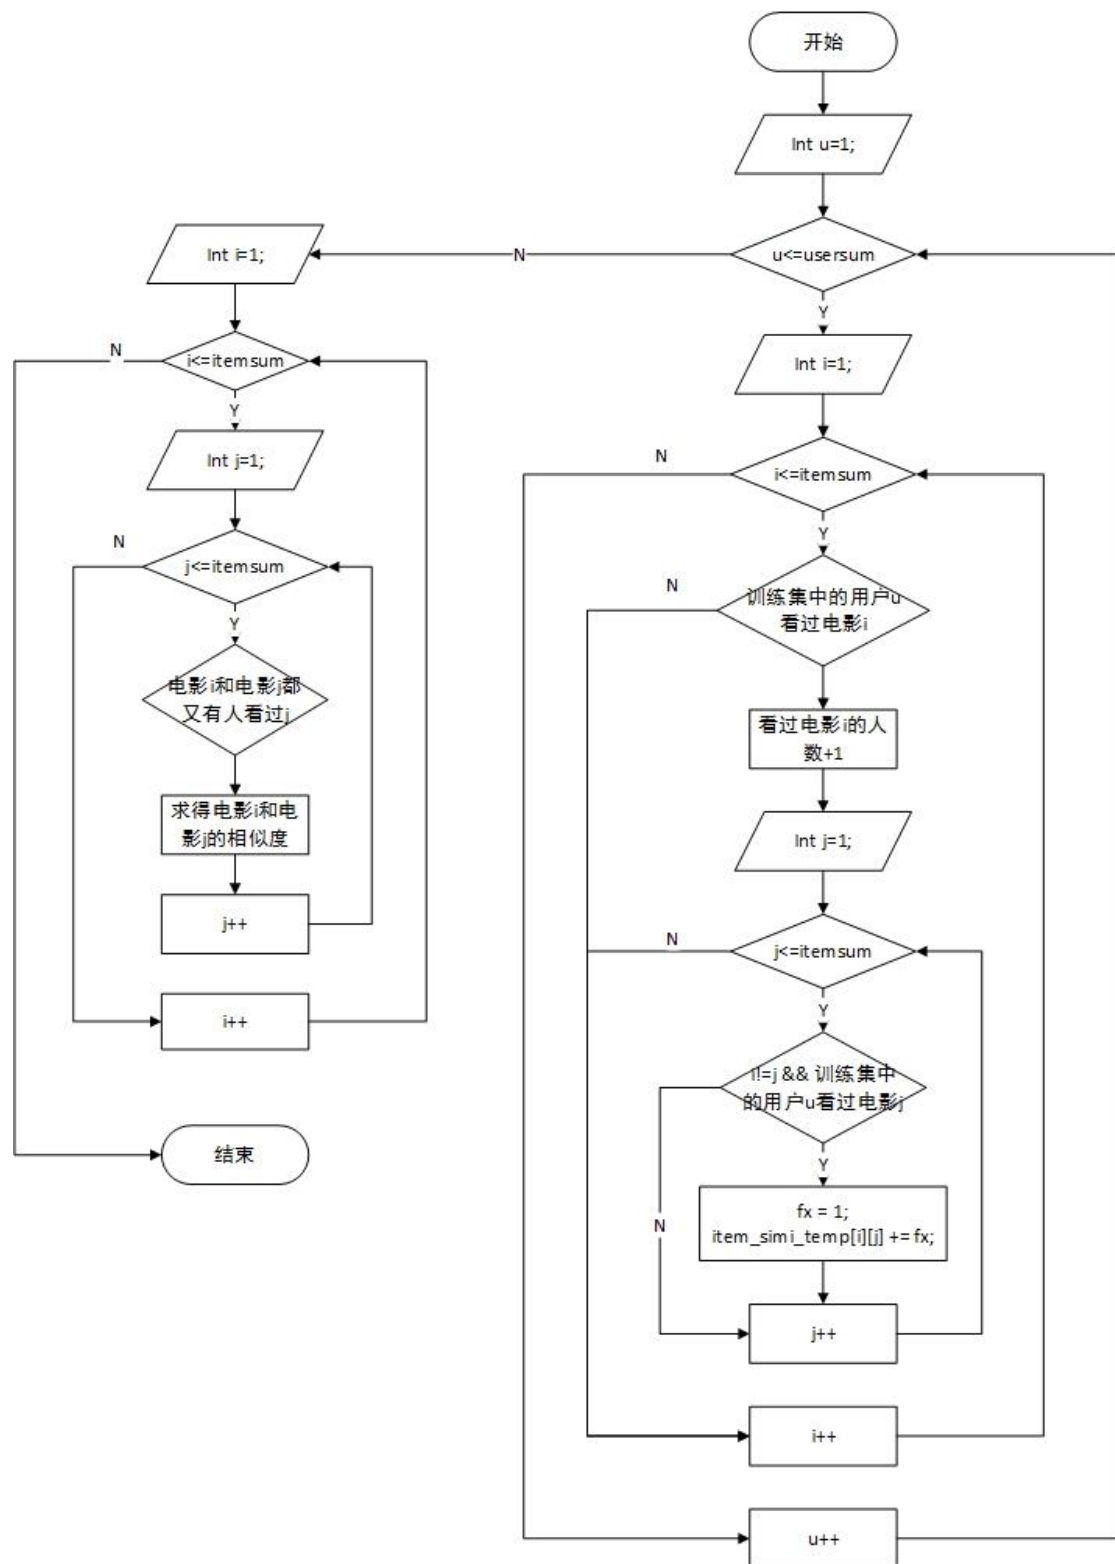 开始
Int u=1;
u<=usersum
N
Y
Int i=1;
i<=itemsum
N
Y
训练集中的用户u
看过电影i
N
看过电影i的人
数+1
Int j=1;
j<=itemsum
N
Y
i!=j && 训练集中
的用户u看过电影j
Y
N
fx = 1;
item_simi_temp[i][j] += fx;
j++
i++
u++
Int i=1;
i<=itemsum
N
Y
Int j=1;
j<=itemsum
N
Y
电影i和电影j都
又有人看过j
求得电影i和电
影j的相似度
j++
i++
结束